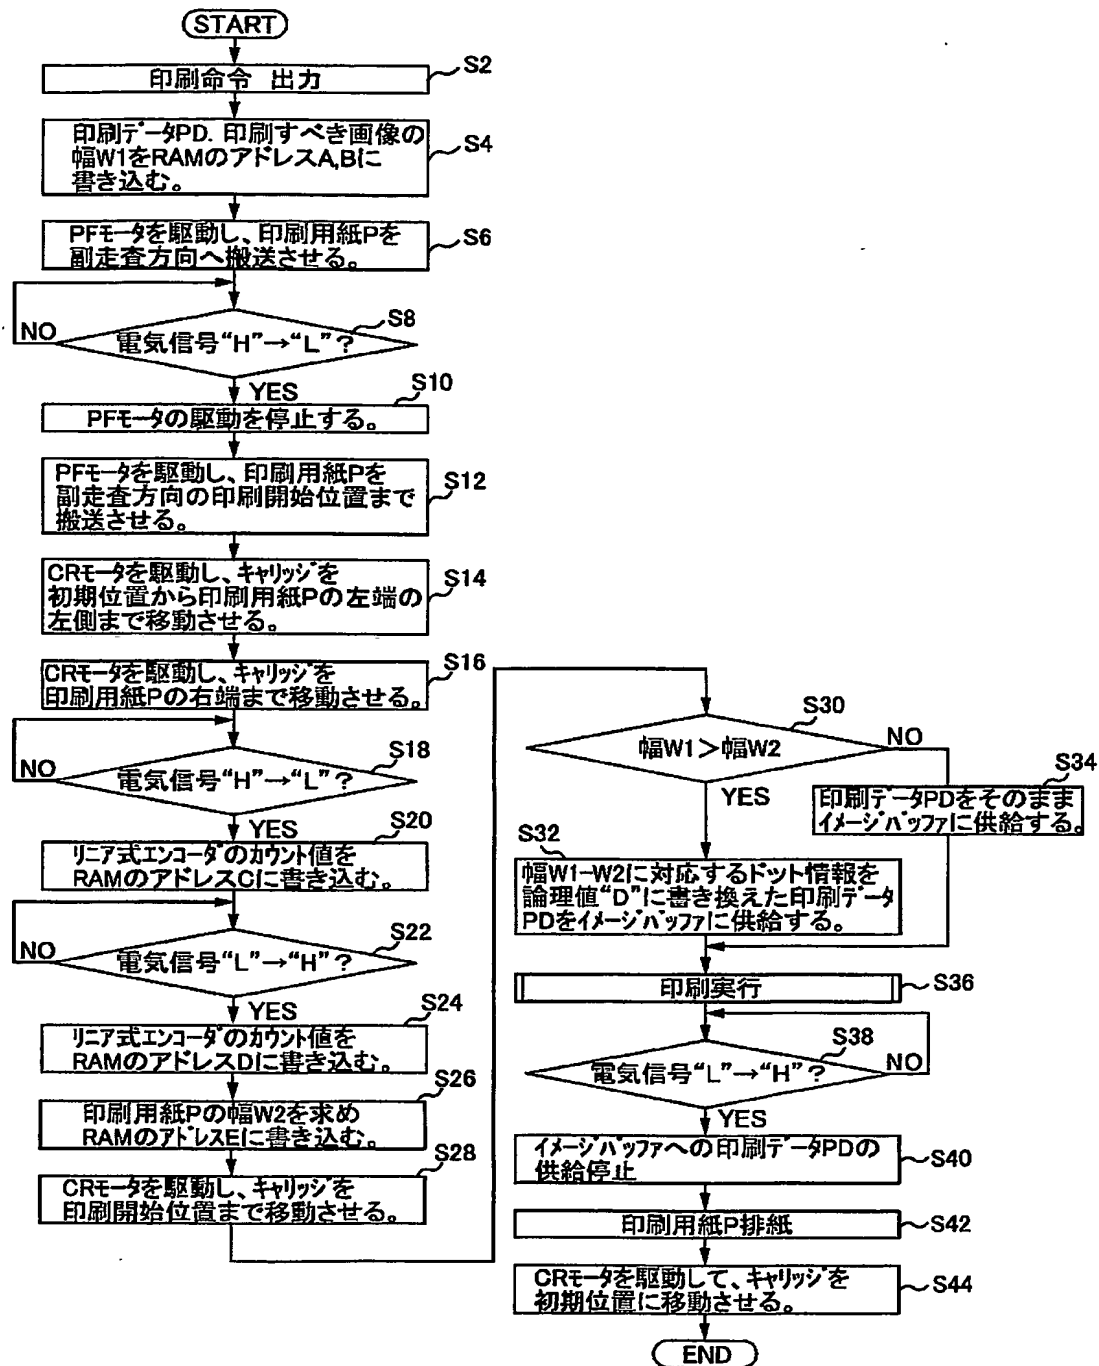 START
印刷命令 出力
S2
印刷データPD. 印刷すべき画像の
幅W1をRAMのアドレスA,Bに
書き込む。
S4
PFモータを駆動し、印刷用紙Pを
副走査方向へ搬送させる。
S6
S8
NO
電気信号“H”→“L”?
YES
S10
PFモータの駆動を停止する。
PFモータを駆動し、印刷用紙Pを
副走査方向の印刷開始位置まで
搬送させる。
S12
CRモータを駆動し、キャリッジを
初期位置から印刷用紙Pの左端の
左側まで移動させる。
S14
CRモータを駆動し、キャリッジを
印刷用紙Pの右端まで移動させる。
S16
S18
NO
電気信号“H”→“L”?
YES
S20
リニア式エンコーダのカウント値を
RAMのアドレスCに書き込む。
S22
NO
電気信号“L”→“H”?
YES
S24
リニア式エンコーダのカウント値を
RAMのアドレスDに書き込む。
S26
印刷用紙Pの幅W2を求め
RAMのアドレスEに書き込む。
S28
CRモータを駆動し、キャリッジを
印刷開始位置まで移動させる。
S30
幅W1>幅W2
NO
YES
S34
印刷データPDをそのまま
イメージバッファに供給する。
S32
幅W1-W2に対応するドット情報を
論理値“D”に書き換えた印刷データ
PDをイメージバッファに供給する。
印刷実行
S36
S38
電気信号“L”→“H”?
NO
YES
イメージバッファへの印刷データPDの
供給停止
S40
印刷用紙P排紙
S42
CRモータを駆動して、キャリッジを
初期位置に移動させる。
S44
END